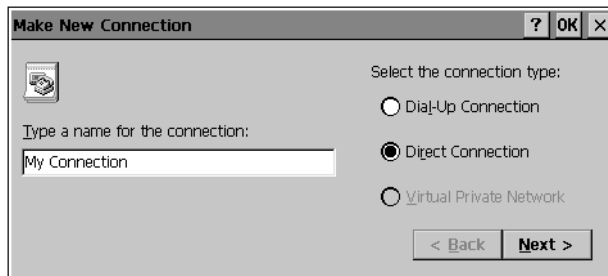 Make New Connection ? OK ×
Select the connection type:
Dial-Up Connection
Type a name for the connection:
My Connection
Direct Connection
Virtual Private Network
< Back Next >